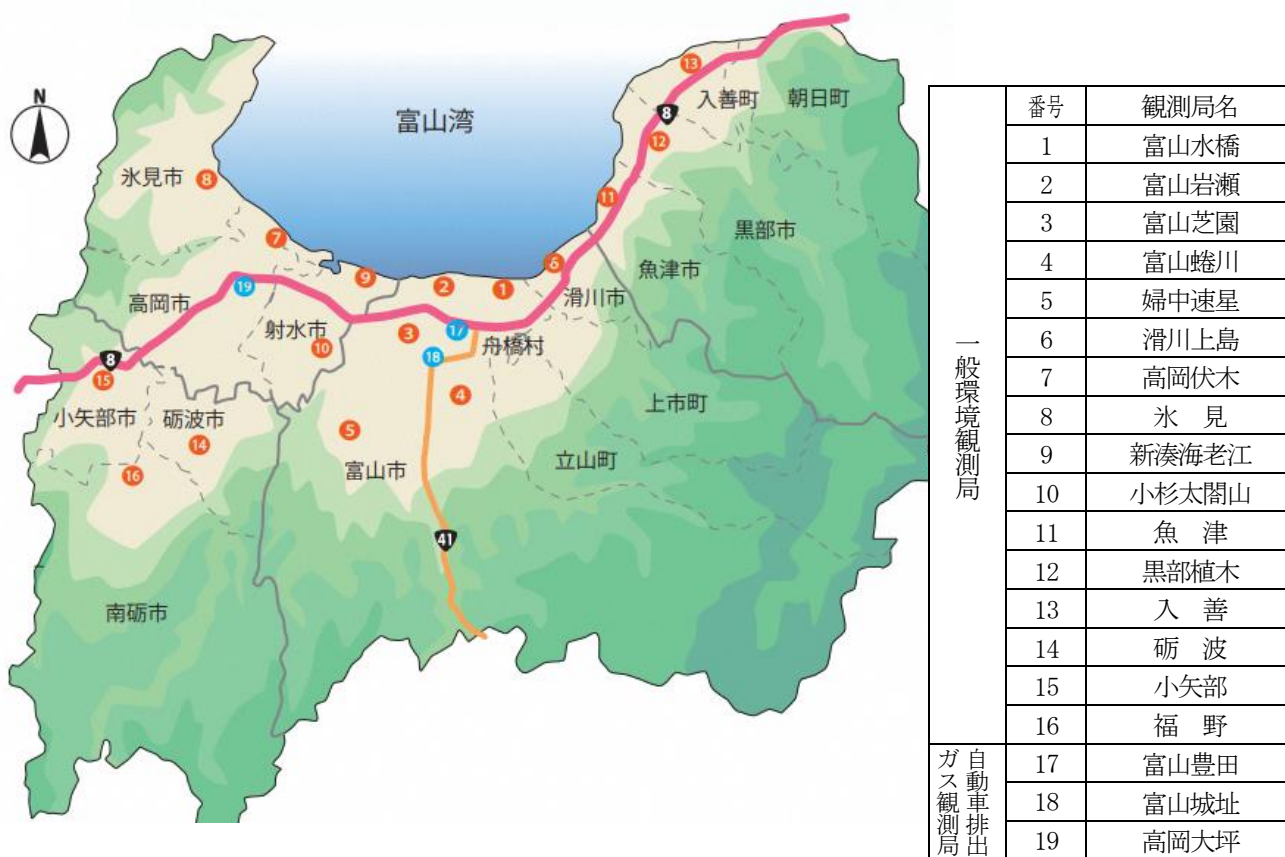 N
富山湾
氷見市
8
7
9
2
1
6
11
12
13
8
入善町
朝日町
黒部市
魚津市
滑川市
高岡市
19
射水市
10
3
17
18
舟橋村
4
5
富山市
上市町
立山町
8
15
小矢部市
砺波市
14
16
41
南砺市
番号 観測局名
一般環境観測局
1 富山水橋
2 富山岩瀬
3 富山芝園
4 富山蜷川
5 婦中速星
6 滑川上島
7 高岡伏木
8 氷 見
9 新湊海老江
10 小杉太閤山
11 魚 津
12 黒部植木
13 入 善
14 砺 波
15 小矢部
16 福 野
自動車排出
ガス観測局
17 富山豊田
18 富山城址
19 高岡大坪